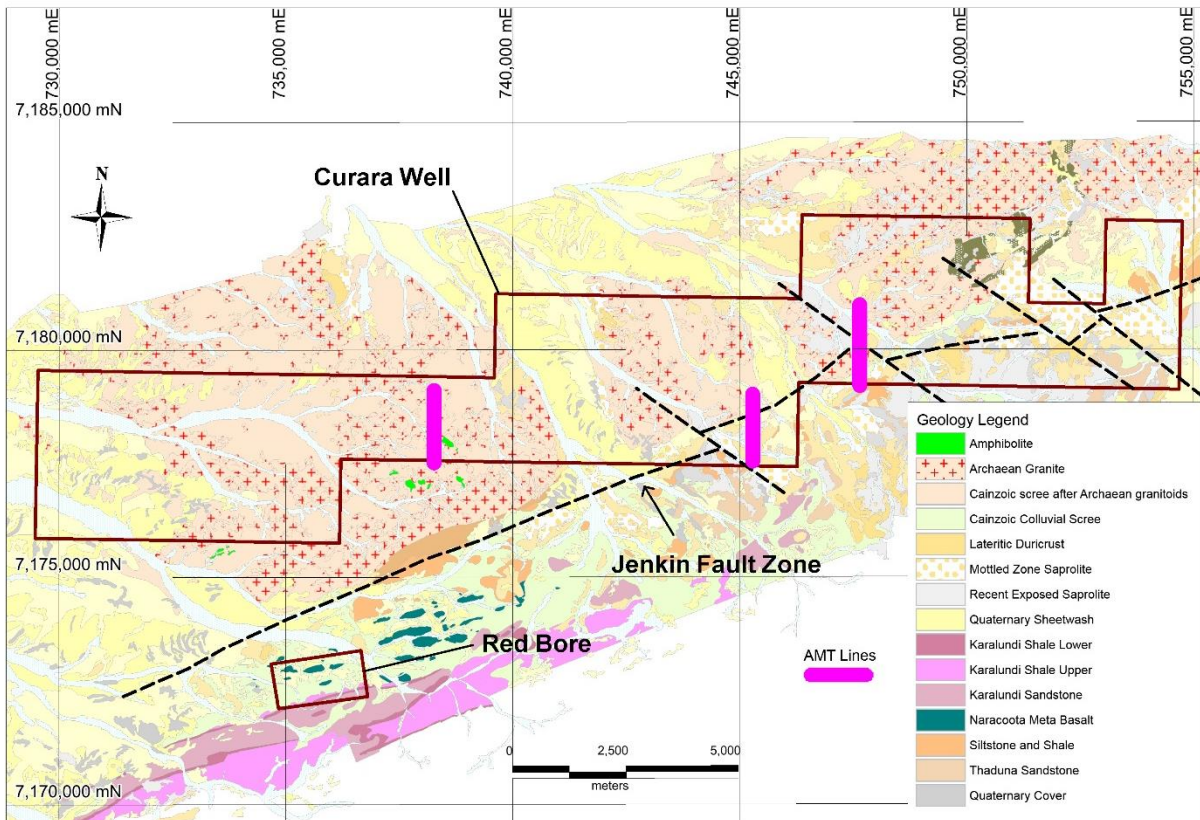 730,000 mE
735,000 mE
740,000 mE
745,000 mE
750,000 mE
755,000 mE
7,185,000 mN
Curara Well
N
7,180,000 mN
Geology Legend
Amphibolite
Archaean Granite
Cainzoic scree after Archaean granitoids
Cainzoic Colluvial Scree
Lateritic Duricrust
Mottled Zone Saprolite
Recent Exposed Saprolite
Quaternary Sheetwash
Karalundi Shale Lower
Karalundi Shale Upper
Karalundi Sandstone
Naracoota Meta Basalt
Siltstone and Shale
Thaduna Sandstone
Quaternary Cover
7,175,000 mN
Jenkin Fault Zone
Red Bore
AMT Lines
0 2,500 5,000
meters
7,170,000 mN